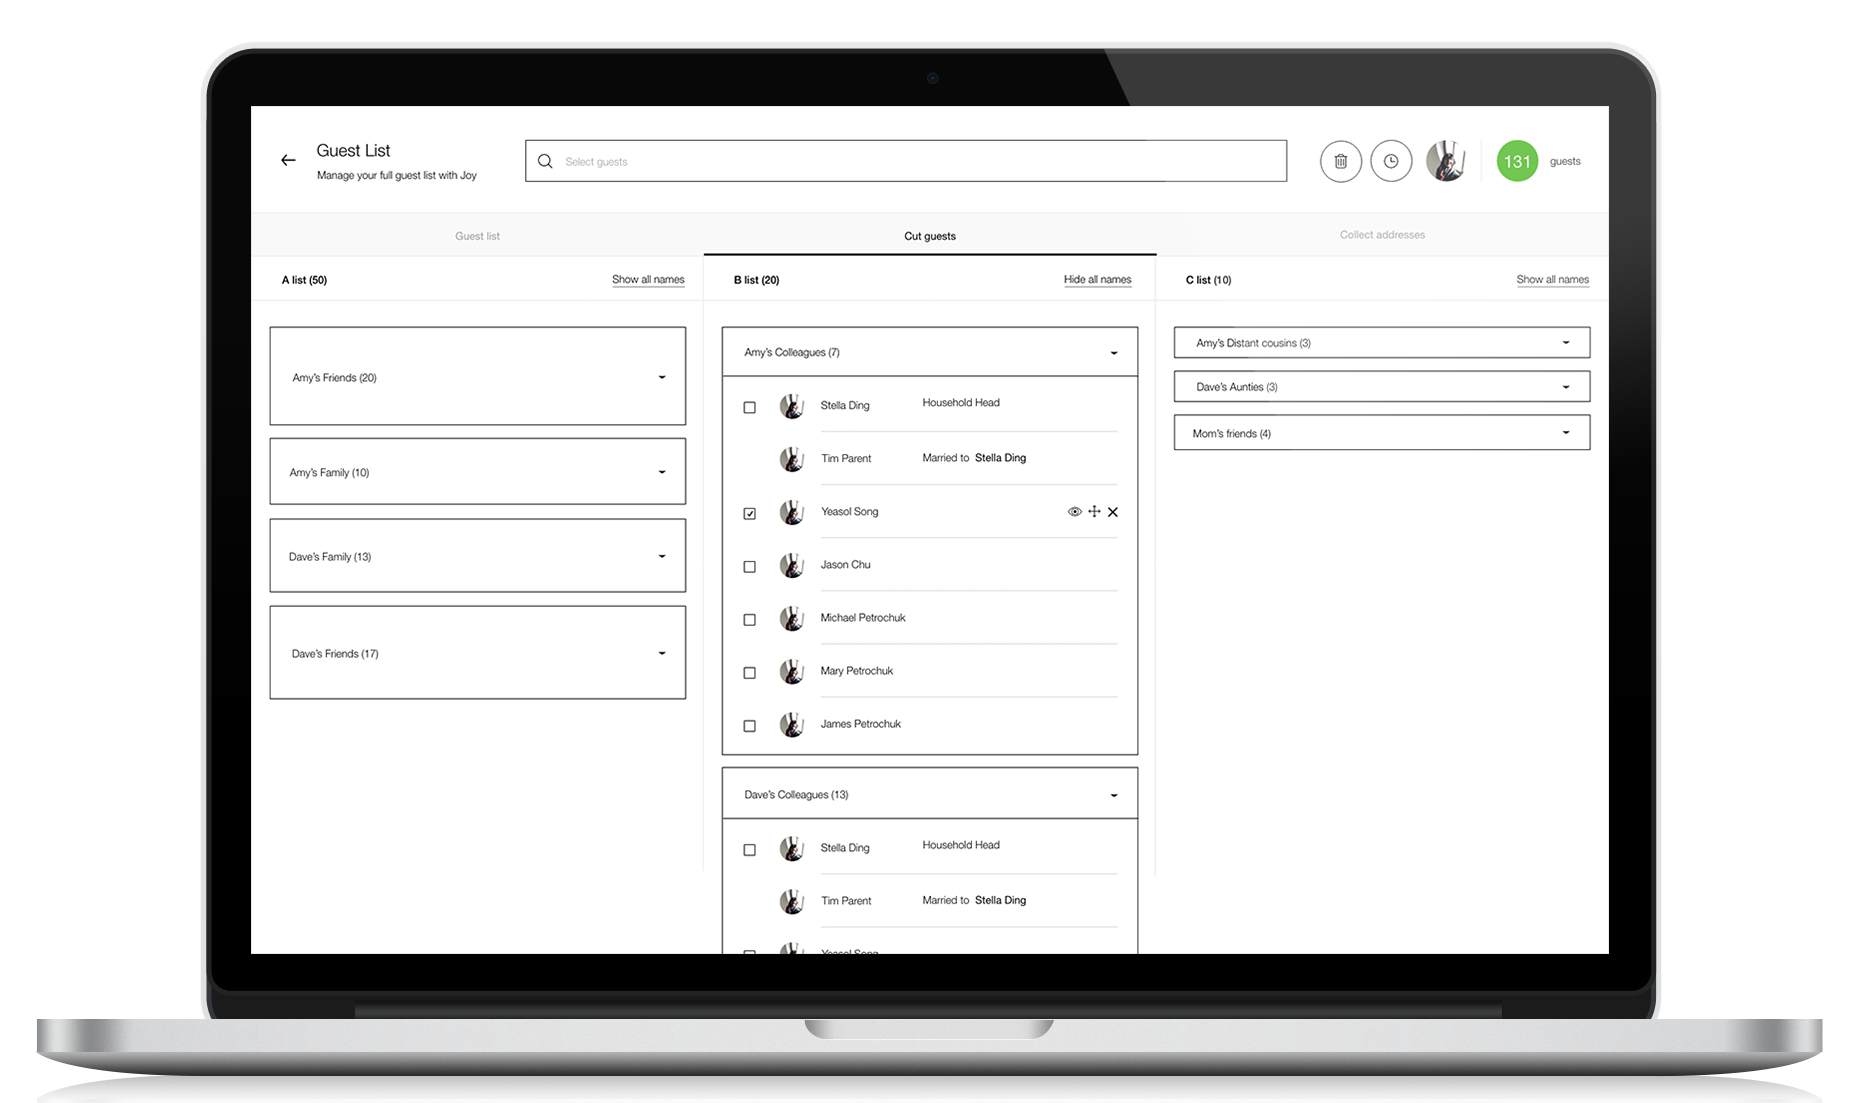 Guest List
Manage your full guest list with Joy
Select guests
131 guests
Guest list
Cut guests
Collect addresses
A list (50)
Show all names
B list (20)
Hide all names
C list (10)
Show all names
Amy's Friends (20)
Amy's Family (10)
Dave's Family (13)
Dave's Friends (17)
Amy's Colleagues (7)
Stella Ding Household Head
Tim Parent Married to Stella Ding
Yeasol Song
Jason Chu
Michael Petrochuk
Mary Petrochuk
James Petrochuk
Dave's Colleagues (13)
Stella Ding Household Head
Tim Parent Married to Stella Ding
Yeasol Song
Amy's Distant cousins (3)
Dave's Aunties (3)
Mom's friends (4)